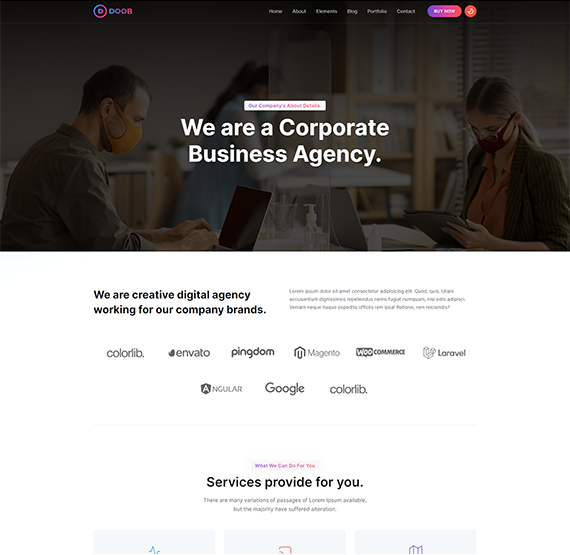 DOOB
Home About Elements Blog Portfolio Contact BUY NOW
Our Company's About Details.
We are a Corporate
Business Agency.
We are creative digital agency
working for our company brands.
Lorem ipsum dolor sit amet consectetur adipisicing elit. Quod, quis. Ullam
accusantium dignissimos repellendus nemo fugiat numquam, nisi odio adipisci.
Veniam neque itaque expedita officiis rem ipsa! Ratione, rem reiciendis?
colorlib. envato pingdom Magento WOO COMMERCE Laravel
ANGULAR Google colorlib.
What We Can Do For You
Services provide for you.
There are many variations of passages of Lorem Ipsum available,
but the majority have suffered alteration.